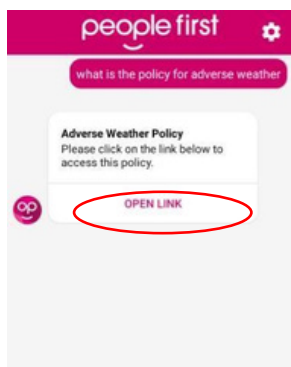 people first
what is the policy for adverse weather
Adverse Weather Policy
Please click on the link below to
access this policy.
OPEN LINK